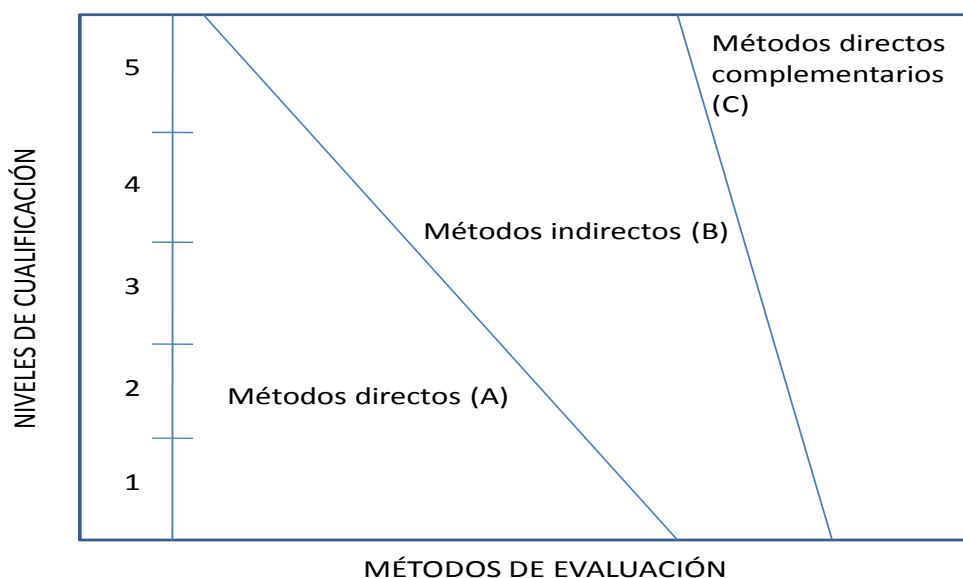 NIVELES DE CUALIFICACIÓN
5
4
3
2
1
Métodos directos
complementarios
(C)
Métodos indirectos (B)
Métodos directos (A)
MÉTODOS DE EVALUACIÓN